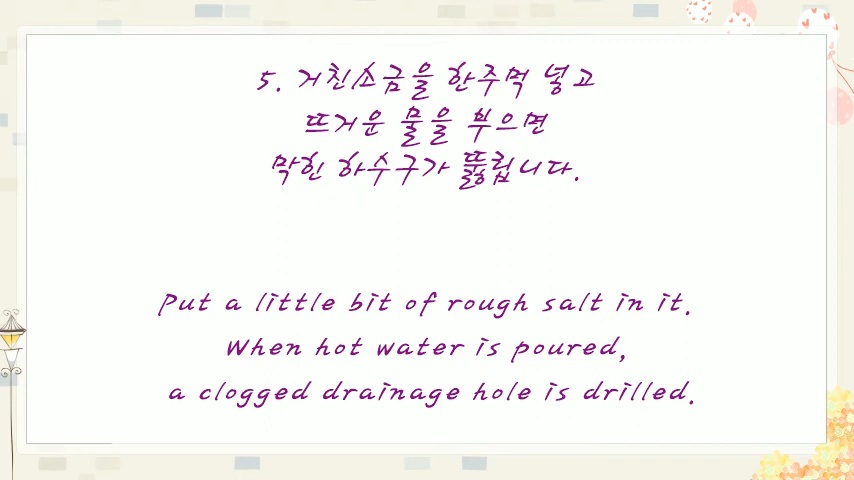 5. 거친소금을 한주먹 넣고
뜨거운 물을 부으면
막힌 하수구가 뚫립니다.
Put a little bit of rough salt in it.
When hot water is poured,
a clogged drainage hole is drilled.